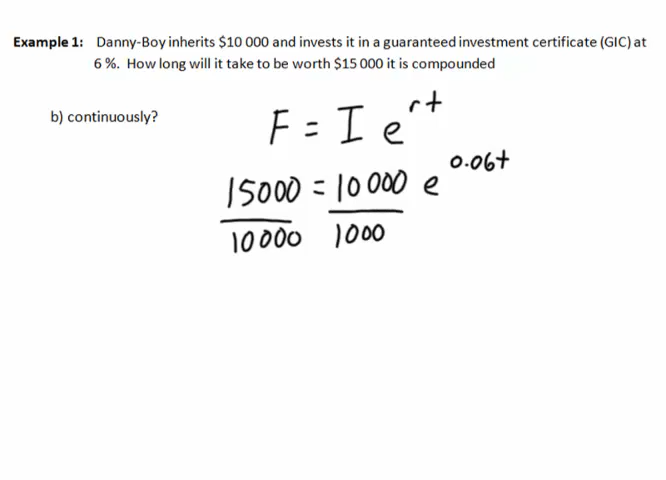 Example 1: Danny-Boy inherits $10 000 and invests it in a guaranteed investment certificate (GIC) at
6 %. How long will it take to be worth $15 000 it is compounded
b) continuously?
F = I e^rt
15000 = 10 000 e^0.06t
10 000 1000